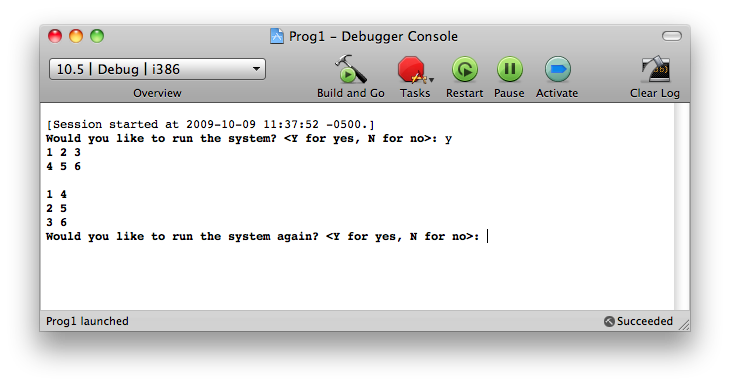 Prog1 – Debugger Console
10.5 | Debug | i386
Overview
Build and Go
Tasks
Restart
Pause
Activate
Clear Log
[Session started at 2009-10-09 11:37:52 -0500.]
Would you like to run the system? <Y for yes, N for no>: y
1 2 3
4 5 6
1 4
2 5
3 6
Would you like to run the system again? <Y for yes, N for no>:
Prog1 launched
Succeeded